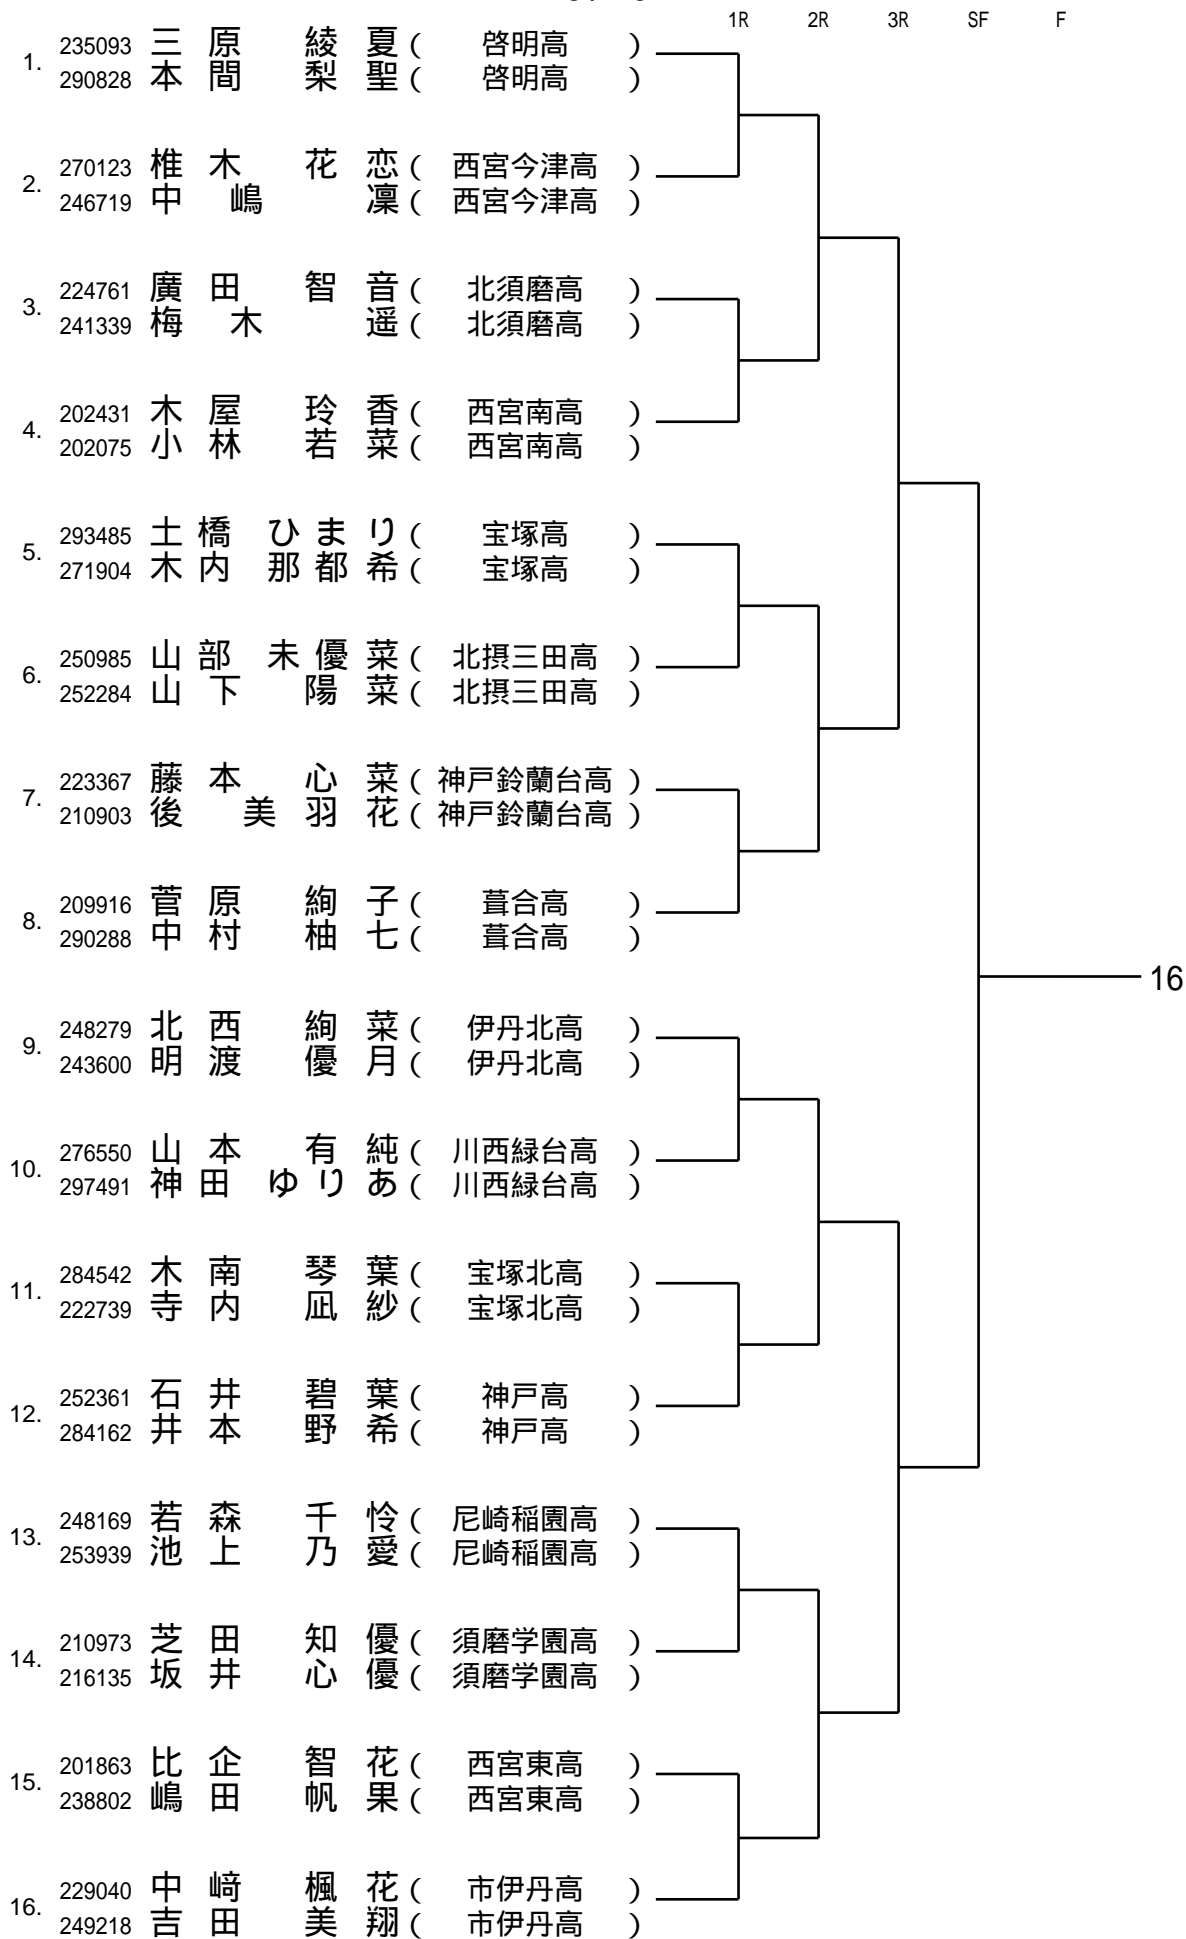 1R 2R 3R SF F
1. 235093 三原 綾夏 ( 啓明高 )
290828 本間 梨聖 ( 啓明高 )
2. 270123 椎木 花恋 ( 西宮今津高 )
246719 中嶋 凜 ( 西宮今津高 )
3. 224761 廣田 智音 ( 北須磨高 )
241339 梅木 遥 ( 北須磨高 )
4. 202431 木屋 玲香 ( 西宮南高 )
202075 小林 若菜 ( 西宮南高 )
5. 293485 土橋 ひまり ( 宝塚高 )
271904 木内 那都希 ( 宝塚高 )
6. 250985 山部 未優菜 ( 北摂三田高 )
252284 山下 陽菜 ( 北摂三田高 )
7. 223367 藤本 心菜 ( 神戸鈴蘭台高 )
210903 後 美羽花 ( 神戸鈴蘭台高 )
8. 209916 菅原 絢子 ( 葺合高 )
290288 中村 柚七 ( 葺合高 )
16
9. 248279 北西 絢菜 ( 伊丹北高 )
243600 明渡 優月 ( 伊丹北高 )
10. 276550 山本 有純 ( 川西緑台高 )
297491 神田 ゆりあ ( 川西緑台高 )
11. 284542 木南 琴葉 ( 宝塚北高 )
222739 寺内 凪紗 ( 宝塚北高 )
12. 252361 石井 碧葉 ( 神戸高 )
284162 井本 野希 ( 神戸高 )
13. 248169 若森 千怜 ( 尼崎稲園高 )
253939 池上 乃愛 ( 尼崎稲園高 )
14. 210973 芝田 知優 ( 須磨学園高 )
216135 坂井 心優 ( 須磨学園高 )
15. 201863 比企 智花 ( 西宮東高 )
238802 嶋田 帆果 ( 西宮東高 )
16. 229040 中﨑 楓花 ( 市伊丹高 )
249218 吉田 美翔 ( 市伊丹高 )